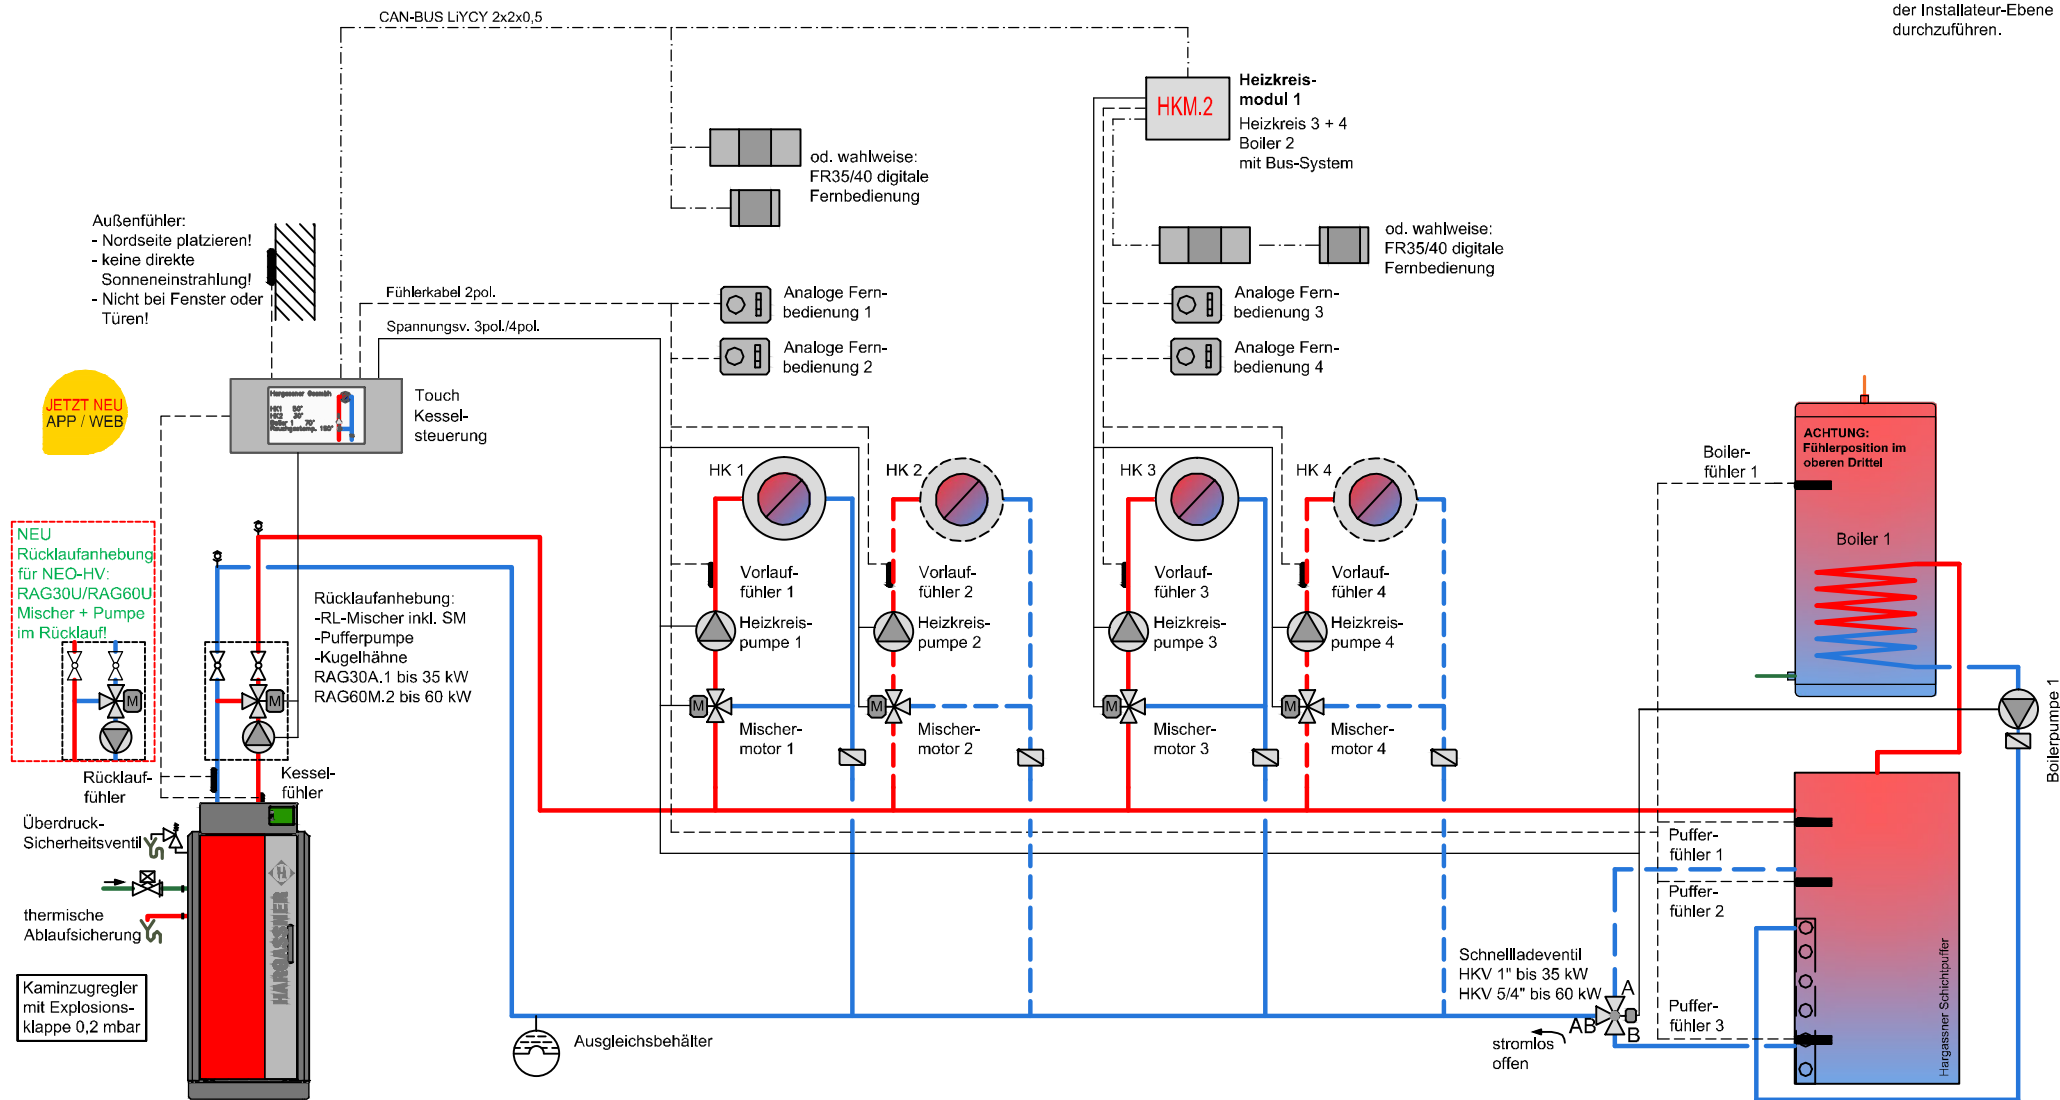 CAN-BUS LiYCY 2x2x0,5
der Installateur-Ebene
durchzuführen.
HKM.2
Heizkreis-
modul 1
Heizkreis 3 + 4
Boiler 2
mit Bus-System
od. wahlweise:
FR35/40 digitale
Fernbedienung
Außenfühler:
- Nordseite platzieren!
- keine direkte
Sonneneinstrahlung!
- Nicht bei Fenster oder
Türen!
od. wahlweise:
FR35/40 digitale
Fernbedienung
Fühlerkabel 2pol.
Spannungsv. 3pol./4pol.
Analoge Fern-
bedienung 1
Analoge Fern-
bedienung 2
Analoge Fern-
bedienung 3
Analoge Fern-
bedienung 4
JETZT NEU
APP / WEB
HK1 50°
HK2 30°
Boiler 1 70°
Touch
Kessel-
steuerung
HK 1
HK 2
HK 3
HK 4
Boiler-
fühler 1
ACHTUNG:
Fühlerposition im
oberen Drittel
Boiler 1
NEU
Rücklaufanhebung
für NEO-HV:
RAG30U/RAG60U
Mischer + Pumpe
im Rücklauf!
M
M
Rücklaufanhebung:
-RL-Mischer inkl. SM
-Pufferpumpe
-Kugelhähne
RAG30A.1 bis 35 kW
RAG60M.2 bis 60 kW
Vorlauf-
fühler 1
Vorlauf-
fühler 2
Vorlauf-
fühler 3
Vorlauf-
fühler 4
Heizkreis-
pumpe 1
Heizkreis-
pumpe 2
Heizkreis-
pumpe 3
Heizkreis-
pumpe 4
M
M
M
M
Mischer-
motor 1
Mischer-
motor 2
Mischer-
motor 3
Mischer-
motor 4
Boilerpumpe 1
Rücklauf-
fühler
Kessel-
fühler
Überdruck-
Sicherheitsventil
thermische
Ablaufsicherung
Kaminzugregler
mit Explosions-
klappe 0,2 mbar
H
HARGASSNER
Ausgleichsbehälter
Puffer-
fühler 1
Puffer-
fühler 2
Puffer-
fühler 3
Schnellladeventil
HKV 1" bis 35 kW
HKV 5/4" bis 60 kW
A
AB
B
stromlos
offen
Hargassner Schichtpuffer